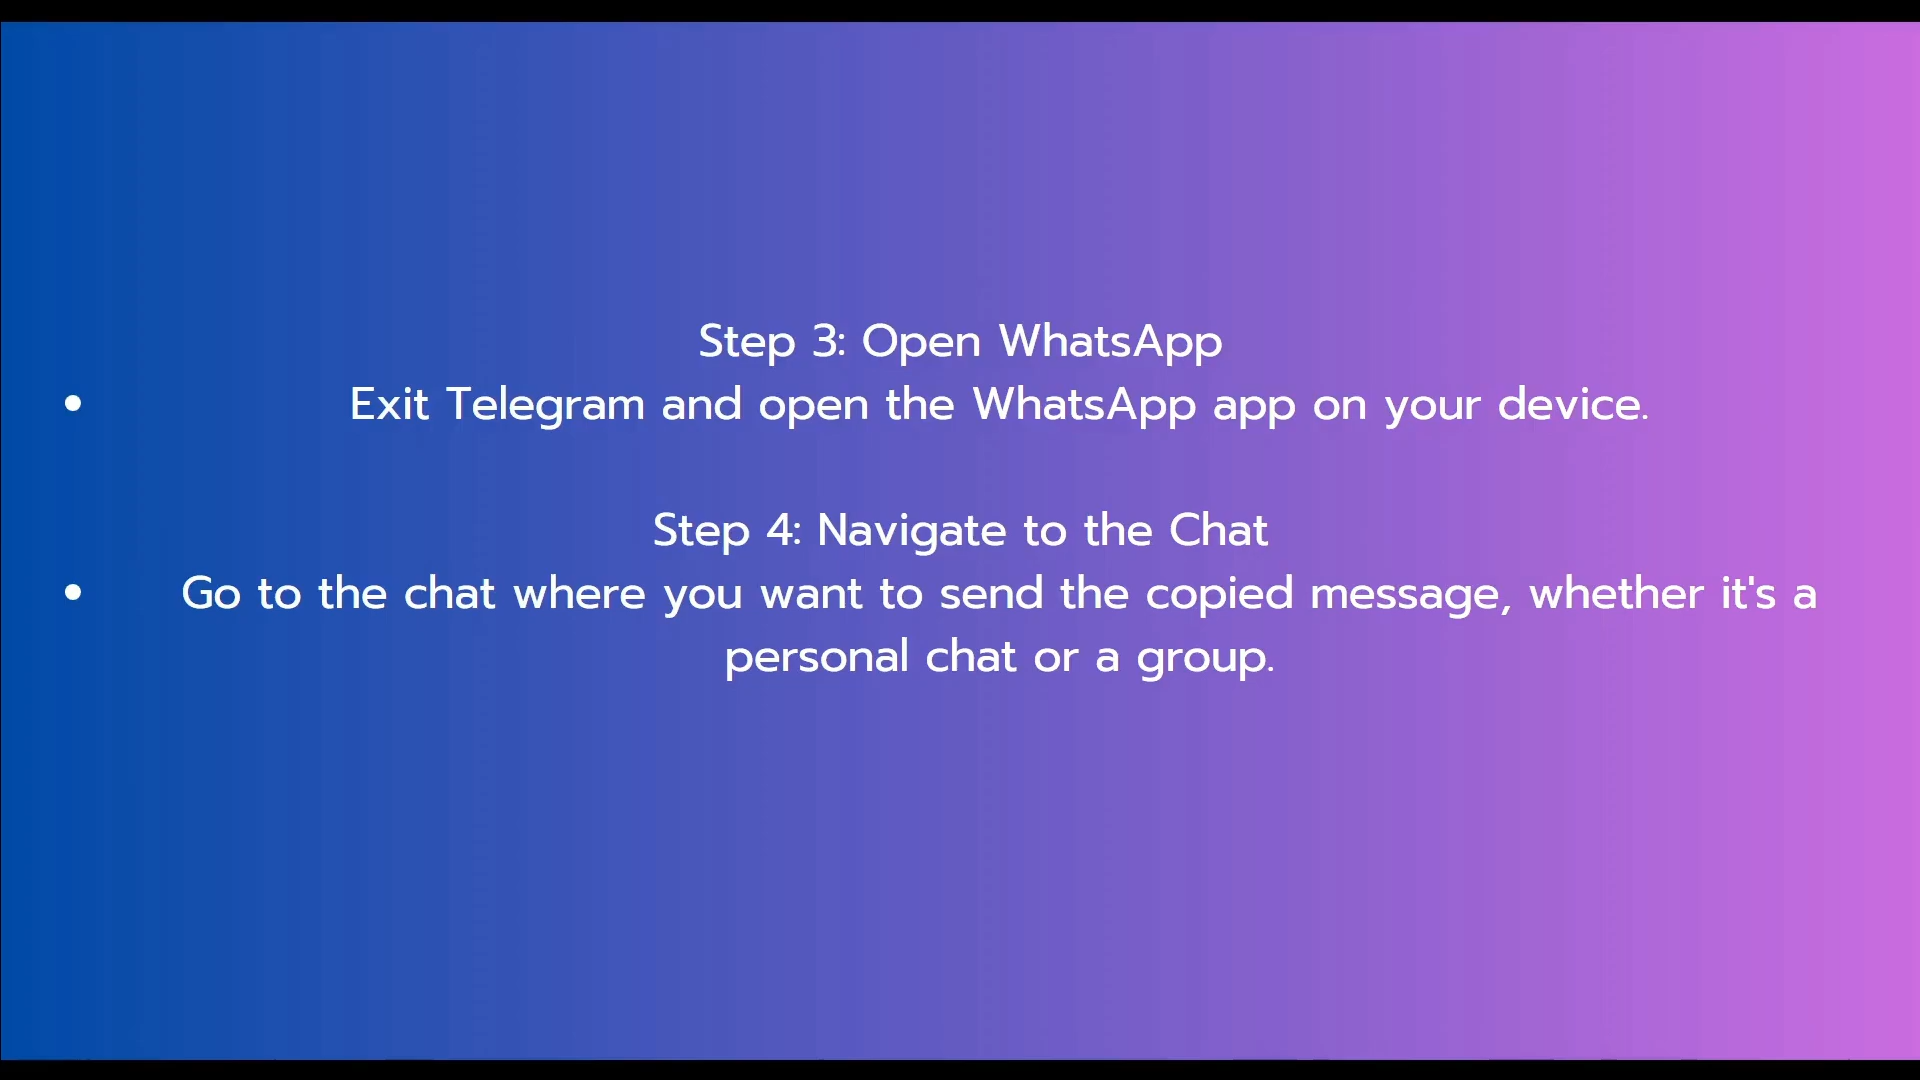 Step 3: Open WhatsApp
• Exit Telegram and open the WhatsApp app on your device.
Step 4: Navigate to the Chat
• Go to the chat where you want to send the copied message, whether it's a
personal chat or a group.